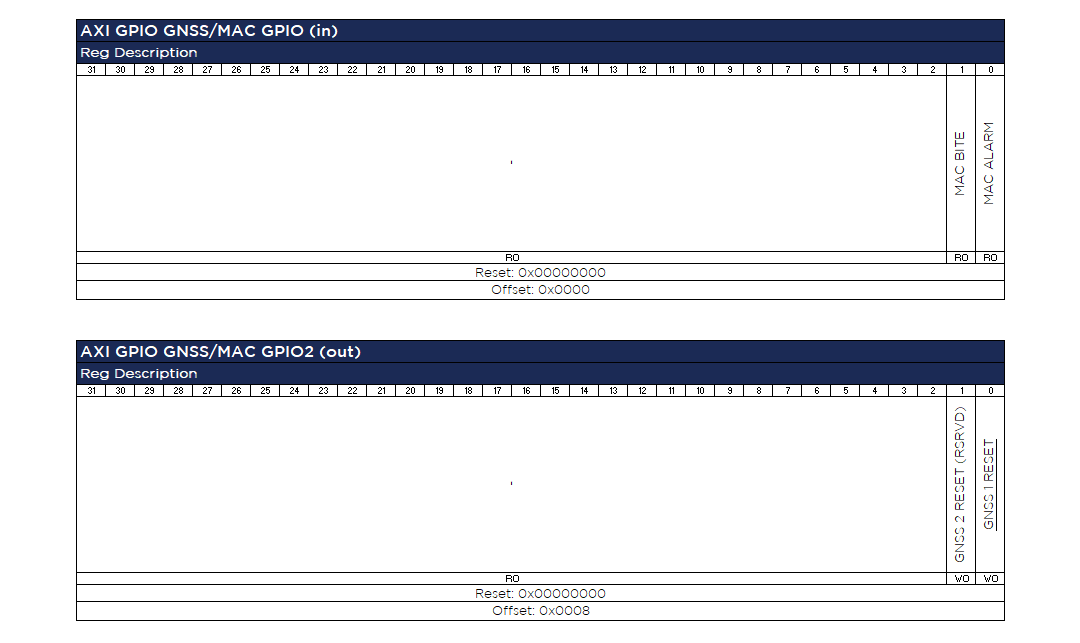 AXI GPIO GNSS/MAC GPIO (in)
Reg Description
31 30 29 28 27 26 25 24 23 22 21 20 19 18 17 16 15 14 13 12 11 10 9 8 7 6 5 4 3 2 1 0
' MAC BITE MAC ALARM
RO RO RO
Reset: 0x00000000
Offset: 0x0000
AXI GPIO GNSS/MAC GPIO2 (out)
Reg Description
31 30 29 28 27 26 25 24 23 22 21 20 19 18 17 16 15 14 13 12 11 10 9 8 7 6 5 4 3 2 1 0
' GNSS 2 RESET (RSRVD) GNSS 1 RESET
RO WO WO
Reset: 0x00000000
Offset: 0x0008